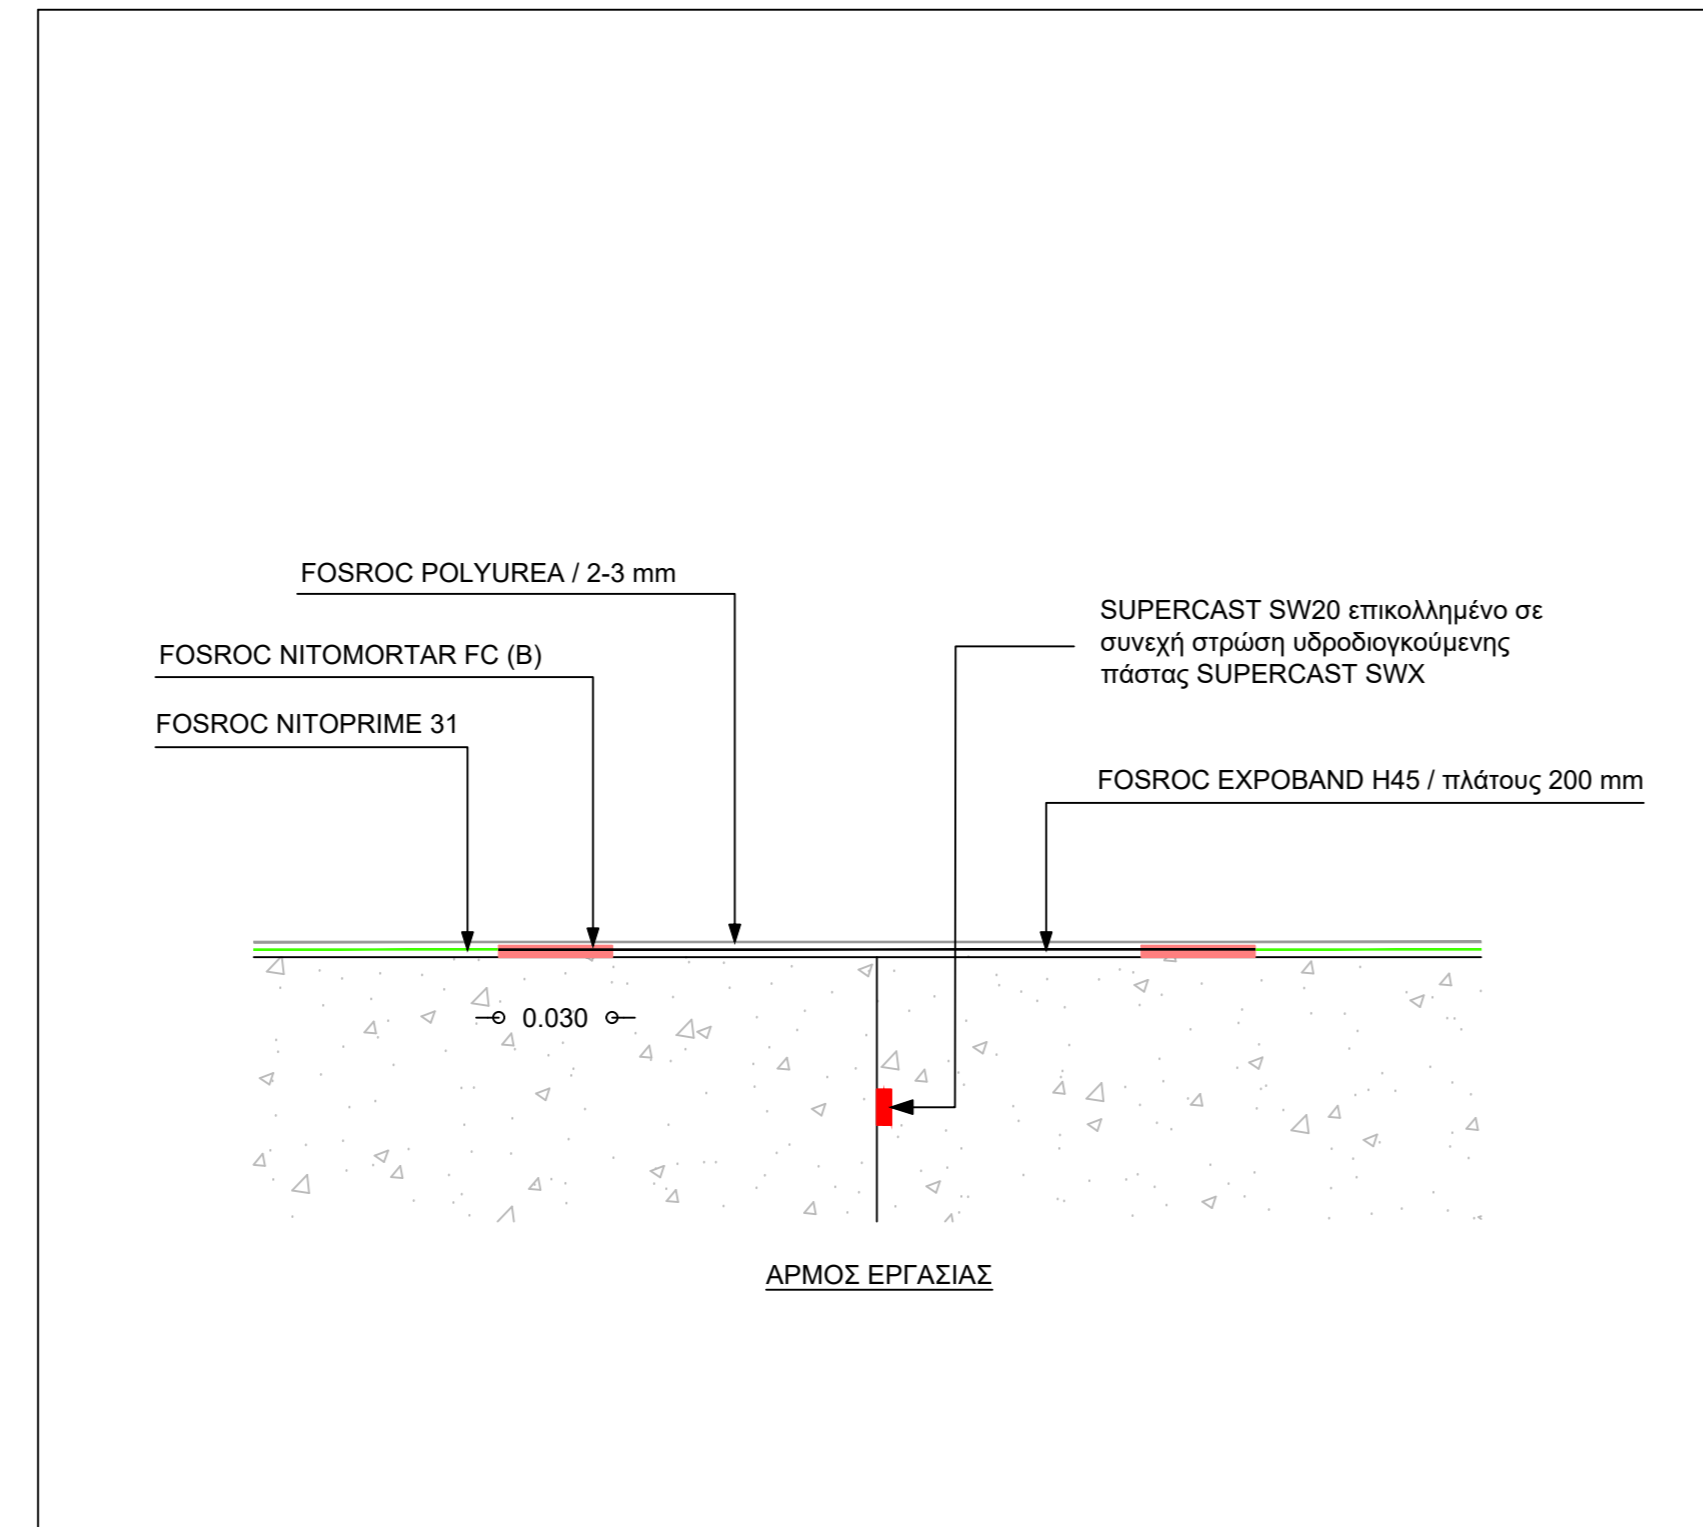 FOSROC POLYUREA / 2-3 mm
FOSROC NITOMORTAR FC (B)
FOSROC NITOPRIME 31
SUPERCAST SW20 επικολλημένο σε
συνεχή στρώση υδροδιογκούμενης
πάστας SUPERCAST SWX
FOSROC EXPOBAND H45 / πλάτους 200 mm
0.030
ΑΡΜΟΣ ΕΡΓΑΣΙΑΣ